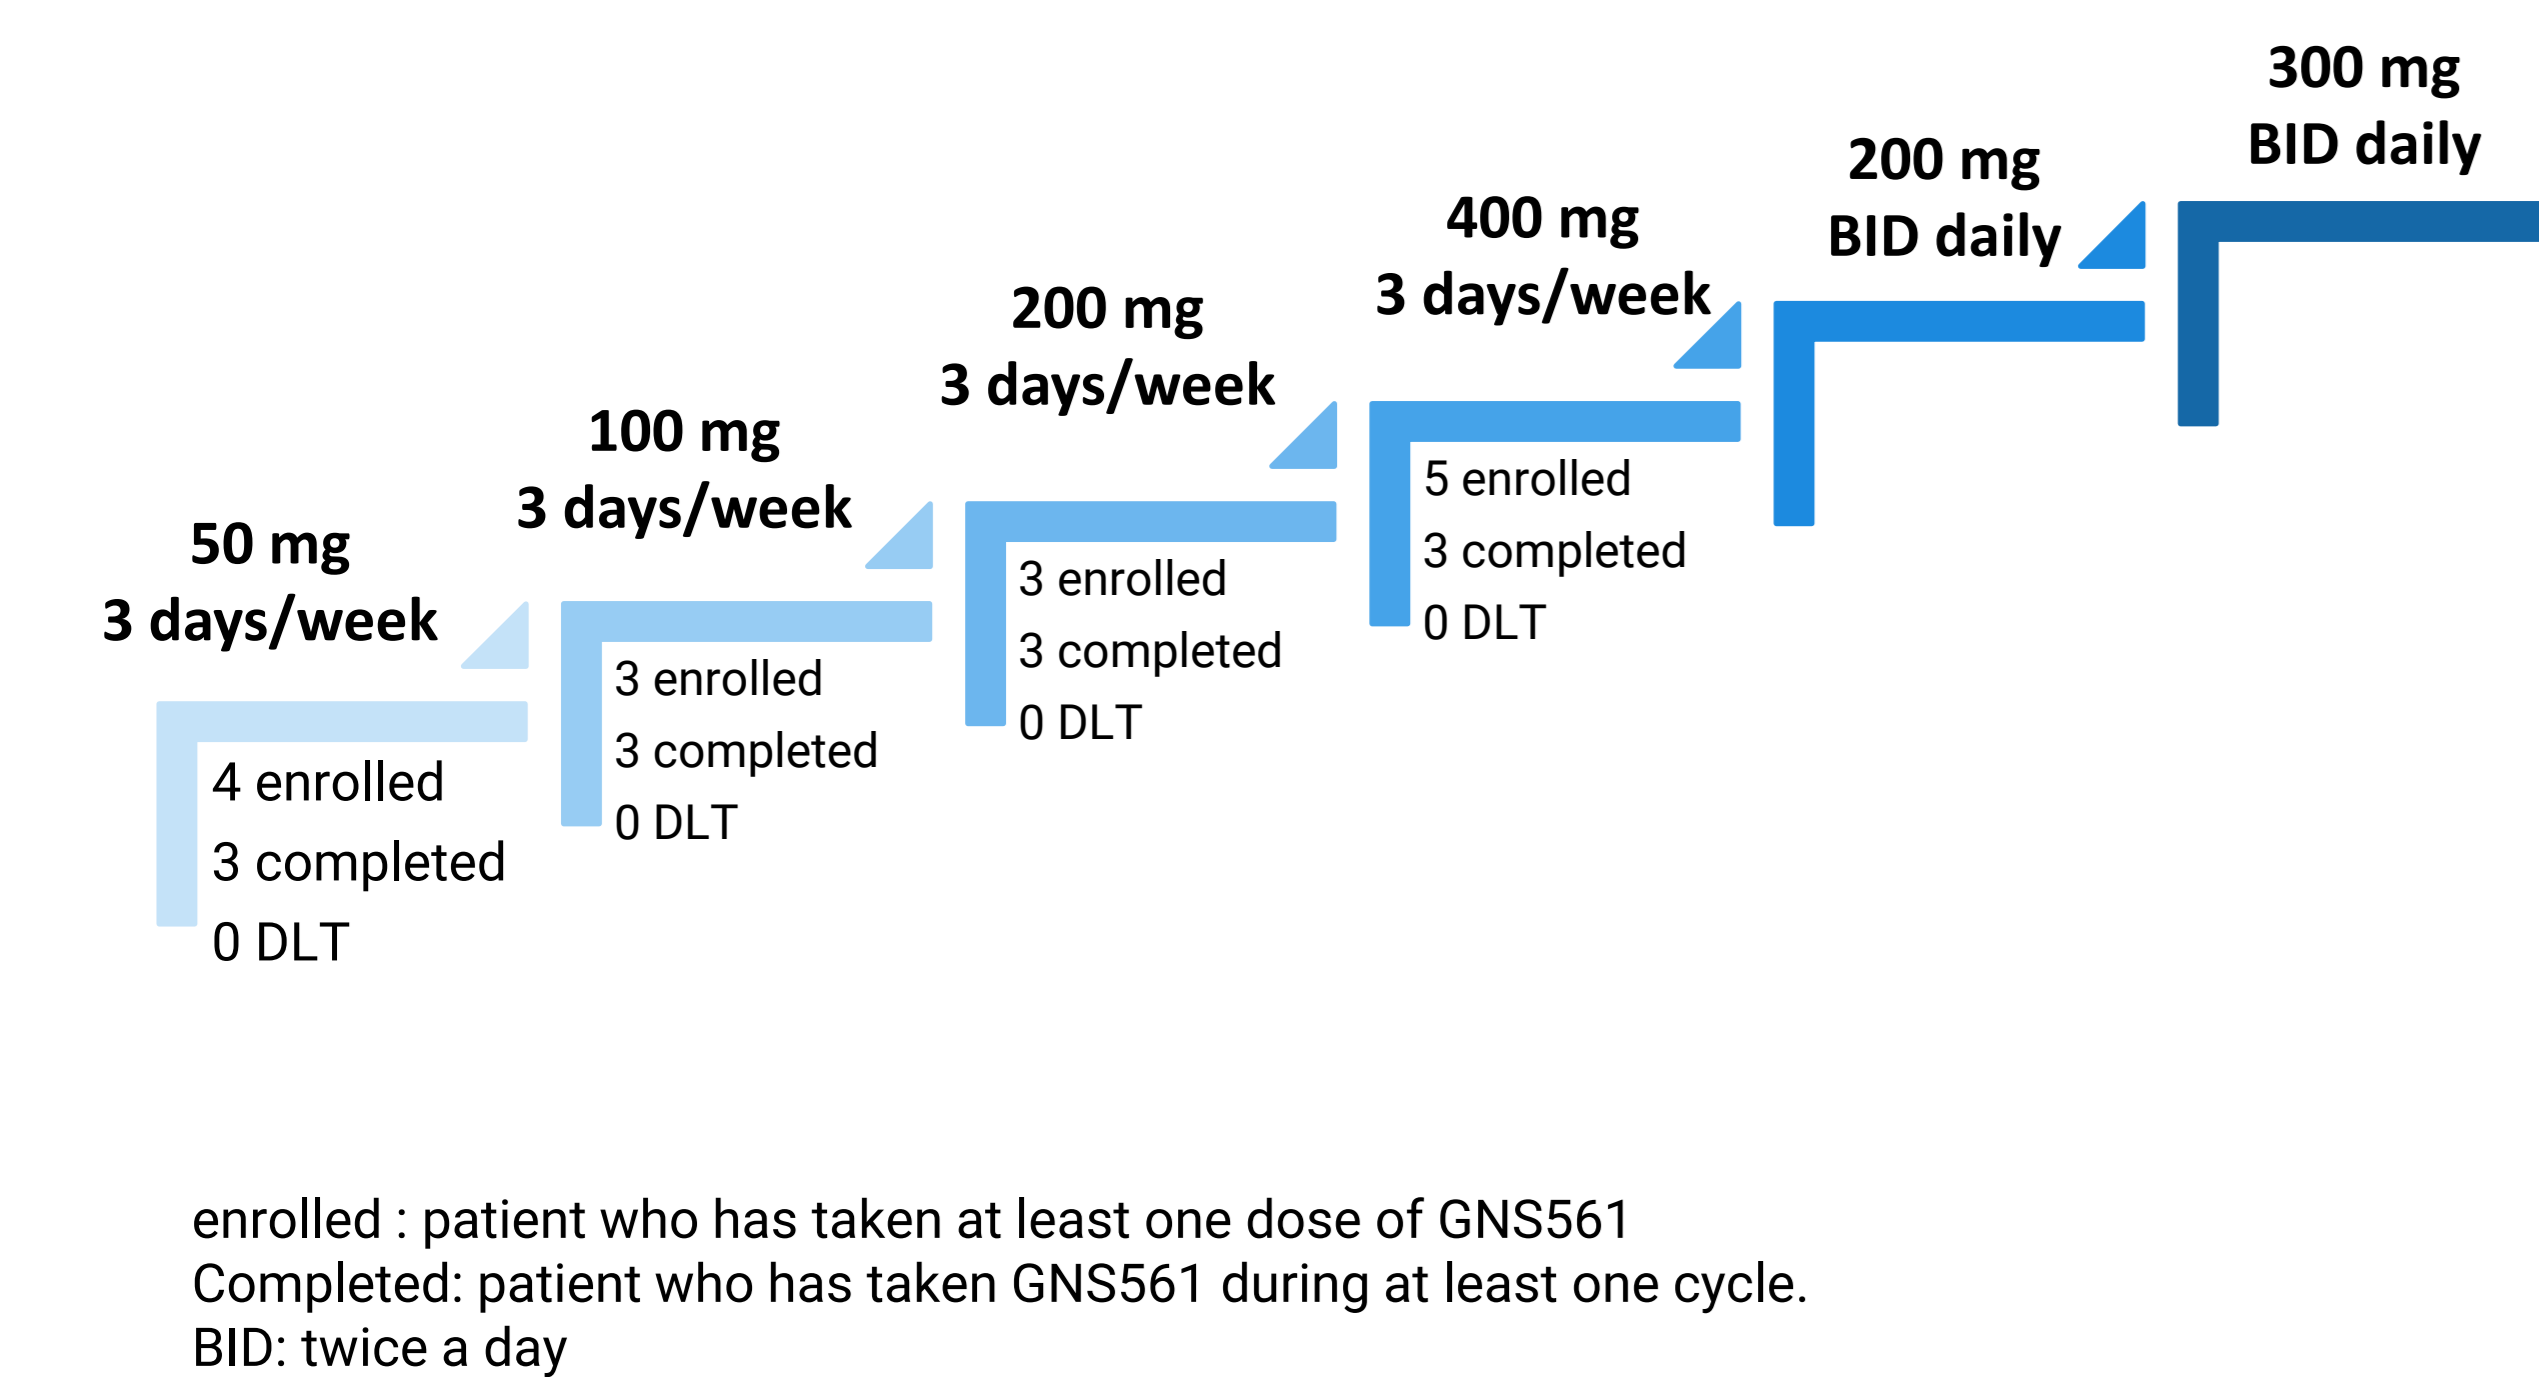 50 mg
3 days/week
4 enrolled
3 completed
0 DLT
100 mg
3 days/week
3 enrolled
3 completed
0 DLT
200 mg
3 days/week
3 enrolled
3 completed
0 DLT
400 mg
3 days/week
5 enrolled
3 completed
0 DLT
200 mg
BID daily
300 mg
BID daily
enrolled : patient who has taken at least one dose of GNS561
Completed: patient who has taken GNS561 during at least one cycle.
BID: twice a day